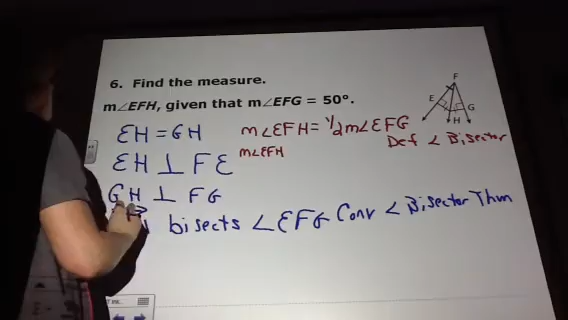 6. Find the measure.
m∠EFH, given that m∠EFG = 50°.
F
E
G
H
EH = GH
m∠EFH = 1/2 m∠EFG
Def ∠ Bisector
EH ⊥ FE
m∠EFH
GH ⊥ FG
bisects ∠EFG Conv ∠ Bisector Thm